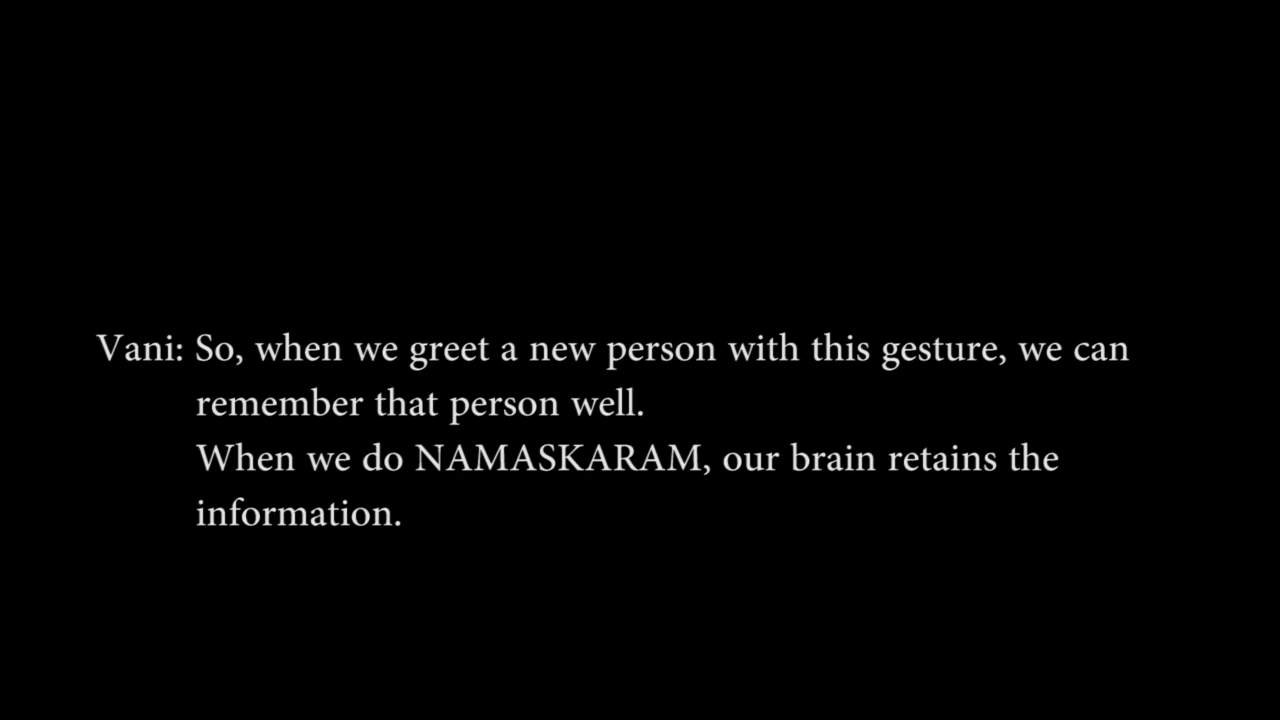 Vani: So, when we greet a new person with this gesture, we can
remember that person well.
When we do NAMASKARAM, our brain retains the
information.